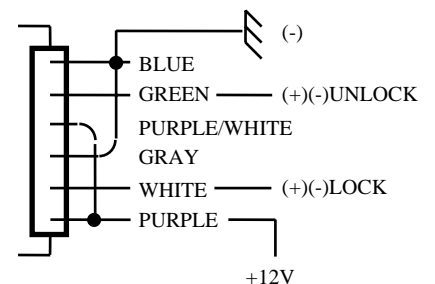 (-)
BLUE
GREEN (+)(-)UNLOCK
PURPLE/WHITE
GRAY
WHITE (+)(-)LOCK
PURPLE
+12V